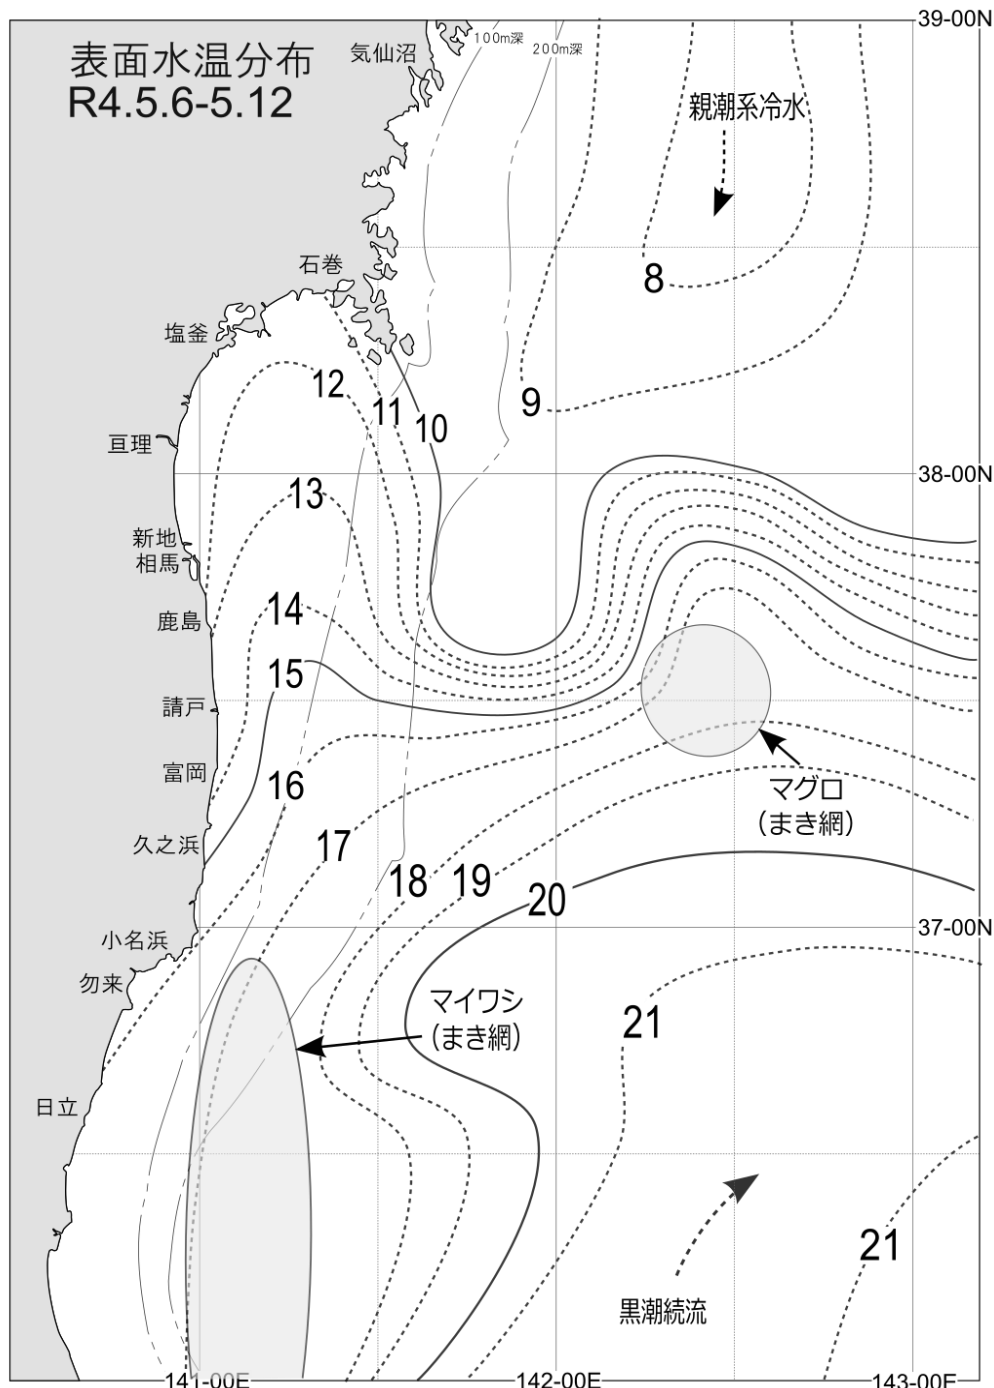 39-00N
100m深
200m深
気仙沼
表面水温分布
R4.5.6-5.12
親潮系冷水
石巻
8
塩釜
12
11
10
9
亘理
38-00N
13
新地
相馬
14
鹿島
15
請戸
富岡
16
マグロ
(まき網)
久之浜
17
18
19
20
37-00N
小名浜
勿来
マイワシ
(まき網)
21
日立
21
黒潮続流
141-00E
142-00E
143-00E